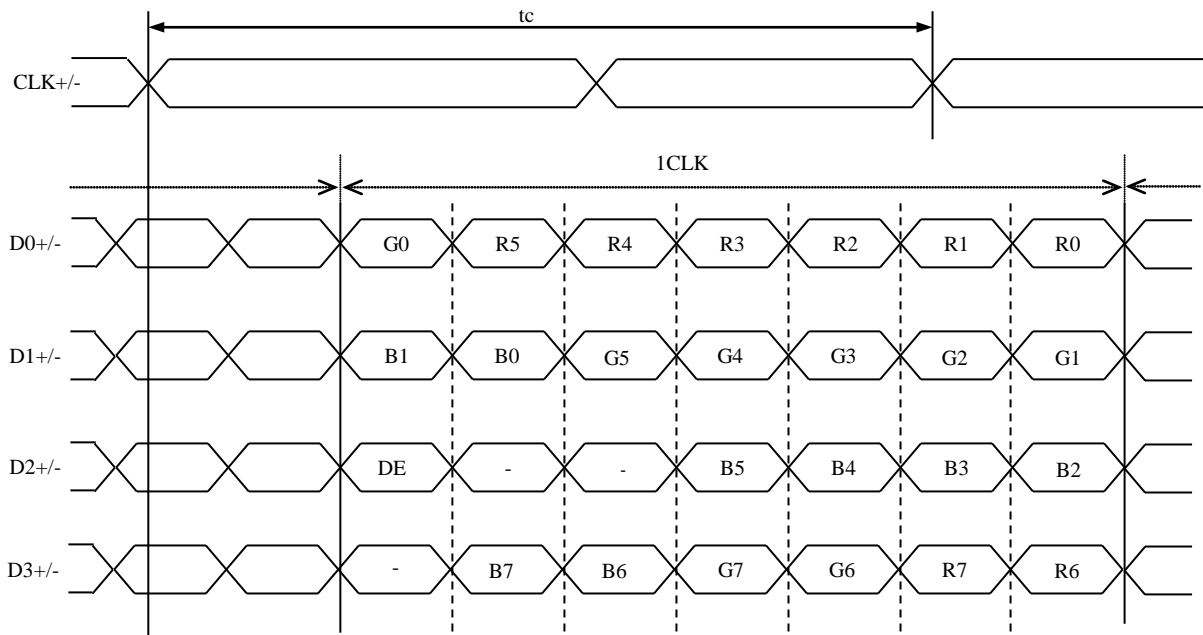 tc
CLK+/-
1CLK
D0+/- G0 R5 R4 R3 R2 R1 R0
D1+/- B1 B0 G5 G4 G3 G2 G1
D2+/- DE - - B5 B4 B3 B2
D3+/- - B7 B6 G7 G6 R7 R6